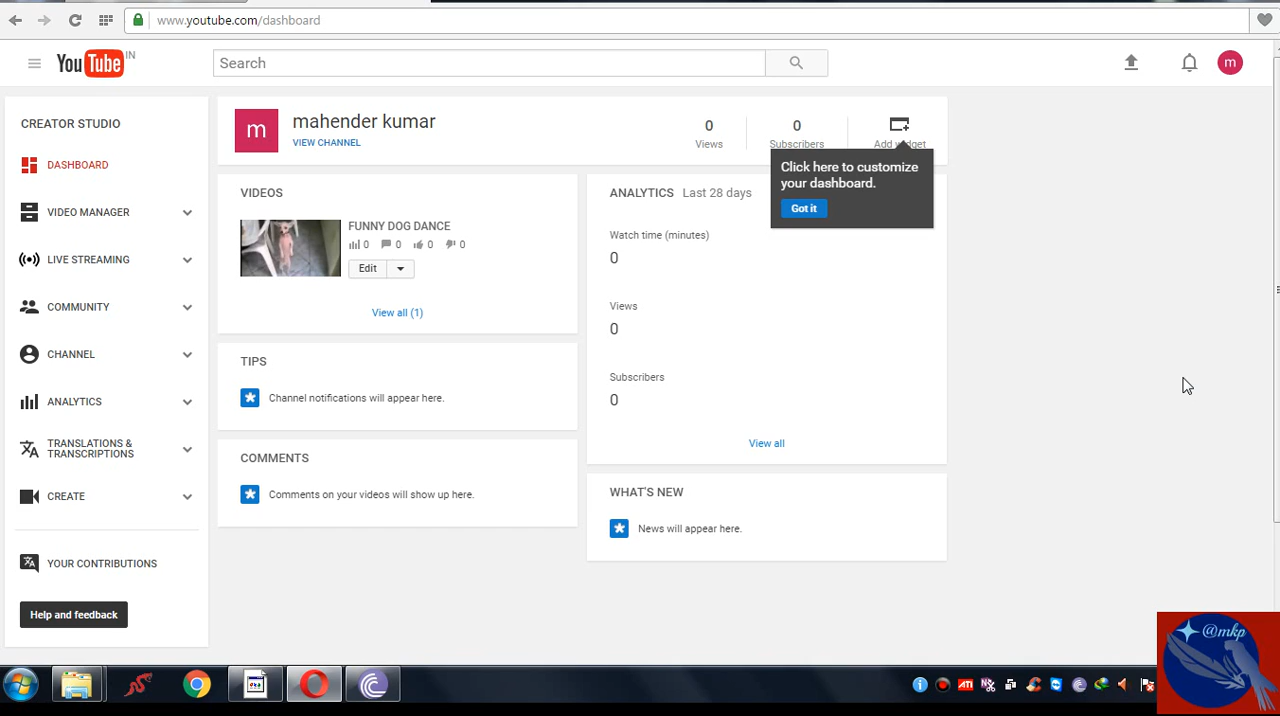 www.youtube.com/dashboard
YouTube IN
Search
m
CREATOR STUDIO
DASHBOARD
VIDEO MANAGER
LIVE STREAMING
COMMUNITY
CHANNEL
ANALYTICS
TRANSLATIONS &
TRANSCRIPTIONS
CREATE
YOUR CONTRIBUTIONS
Help and feedback
m
mahender kumar
VIEW CHANNEL
0
Views
0
Subscribers
Add widget
Click here to customize
your dashboard.
Got it
VIDEOS
FUNNY DOG DANCE
0 0 0 0
Edit
View all (1)
TIPS
Channel notifications will appear here.
COMMENTS
Comments on your videos will show up here.
ANALYTICS Last 28 days
Watch time (minutes)
0
Views
0
Subscribers
0
View all
WHAT'S NEW
News will appear here.
@mkp
ATI